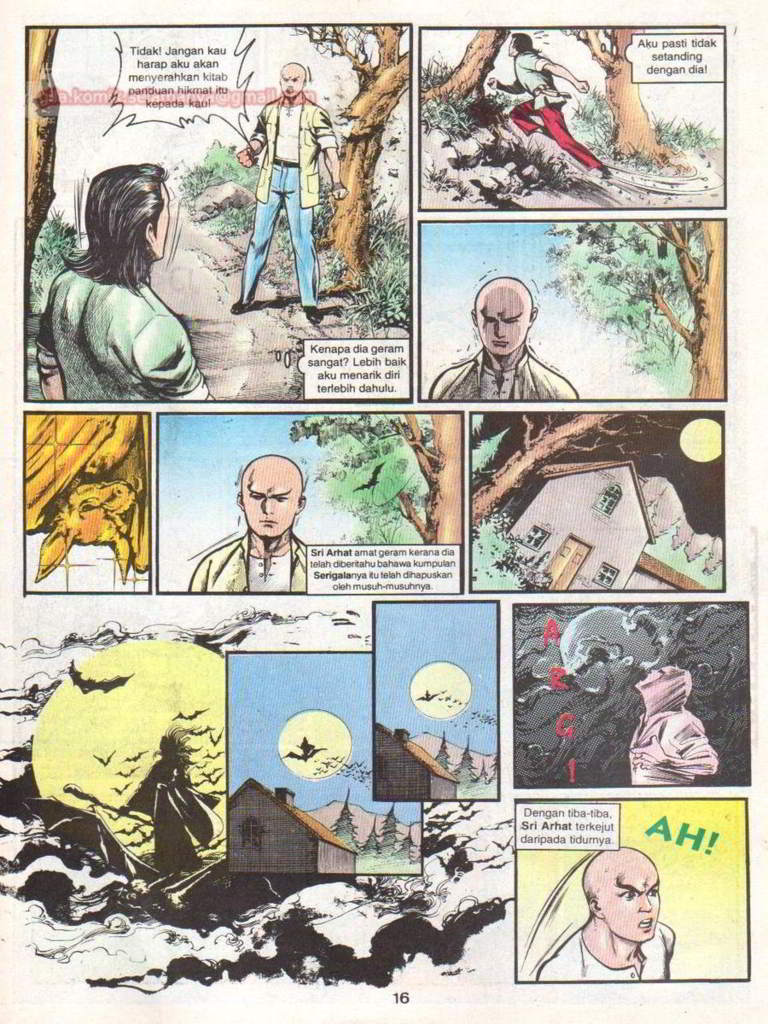 Tidak! Jangan kau
harap aku akan
menyerahkan kitab
panduan hikmat itu
kepada kau!
Kenapa dia geram
sangat? Lebih baik
aku menarik diri
terlebih dahulu.
Aku pasti tidak
setanding
dengan dia!
Sri Arhat amat geram kerana dia
telah diberitahu bahawa kumpulan
Serigalanya itu telah dihapuskan
oleh musuh-musuhnya.
A
R
G
I
Dengan tiba-tiba,
Sri Arhat terkejut
daripada tidurnya.
AH!
16